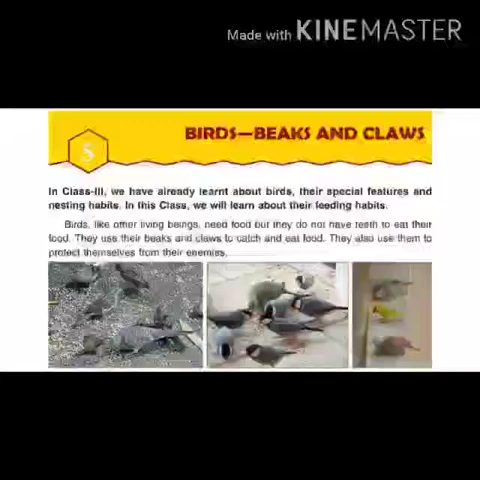 Made with KINEMASTER
BIRDS—BEAKS AND CLAWS
5
In Class-III, we have already learnt about birds, their special features and
nesting habits. In this Class, we will learn about their feeding habits.
Birds, like other living beings, need food but they do not have teeth to eat their
food. They use their beaks and claws to catch and eat food. They also use them to
protect themselves from their enemies.